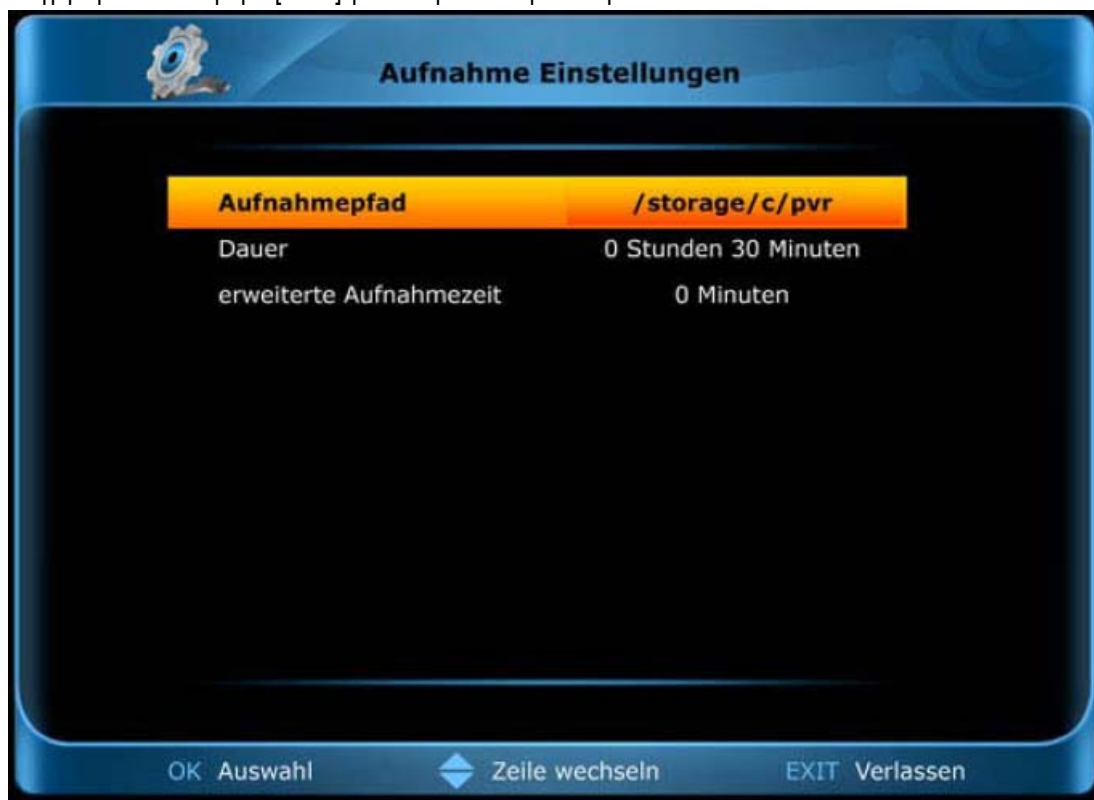 Aufnahme Einstellungen
Aufnahmepfad /storage/c/pvr
Dauer 0 Stunden 30 Minuten
erweiterte Aufnahmezeit 0 Minuten
OK Auswahl Zeile wechseln EXIT Verlassen